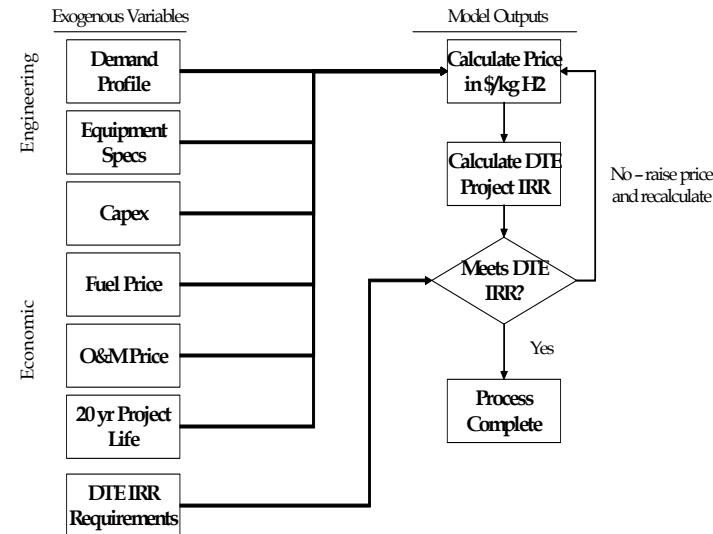 Exogenous Variables
Model Outputs
Engineering
Economic
Demand
Profile
Equipment
Specs
Capex
Fuel Price
O&M Price
20 yr Project
Life
DTE IRR
Requirements
Calculate Price
in $/kg H2
Calculate DTE
Project IRR
Meets DTE
IRR?
No – raise price
and recalculate
Yes
Process
Complete